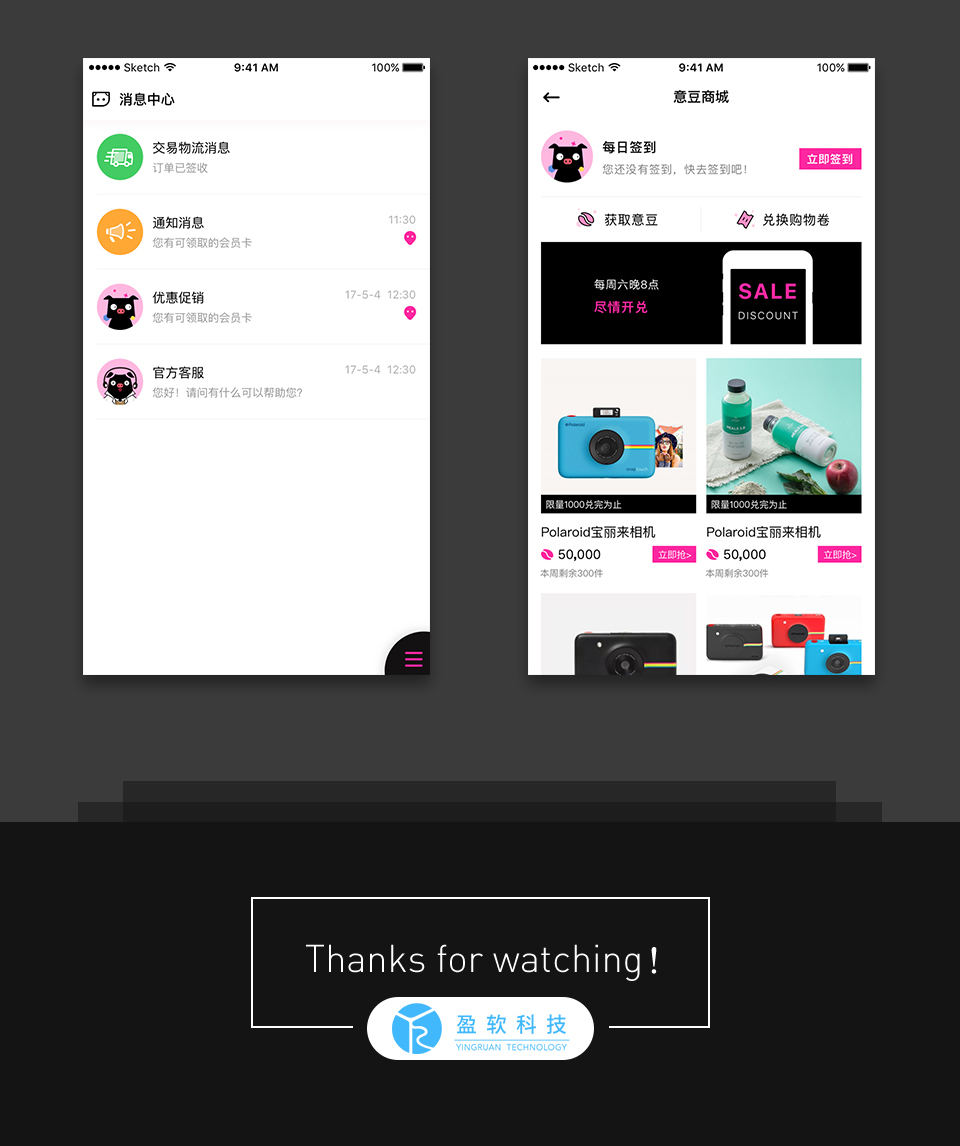 Sketch 9:41 AM 100%
消息中心
交易物流消息
订单已签收
通知消息 11:30
您有可领取的会员卡
优惠促销 17-5-4 12:30
您有可领取的会员卡
官方客服 17-5-4 12:30
您好！请问有什么可以帮助您?
Sketch 9:41 AM 100%
意豆商城
每日签到
您还没有签到，快去签到吧！
立即签到
获取意豆 兑换购物卷
每周六晚8点
尽情开兑
SALE
DISCOUNT
Polaroid
限量1000兑完为止
Polaroid宝丽来相机
50,000 立即抢>
本周剩余300件
限量1000兑完为止
Polaroid宝丽来相机
50,000 立即抢>
本周剩余300件
Thanks for watching！
盈软科技
YINGRUAN TECHNOLOGY